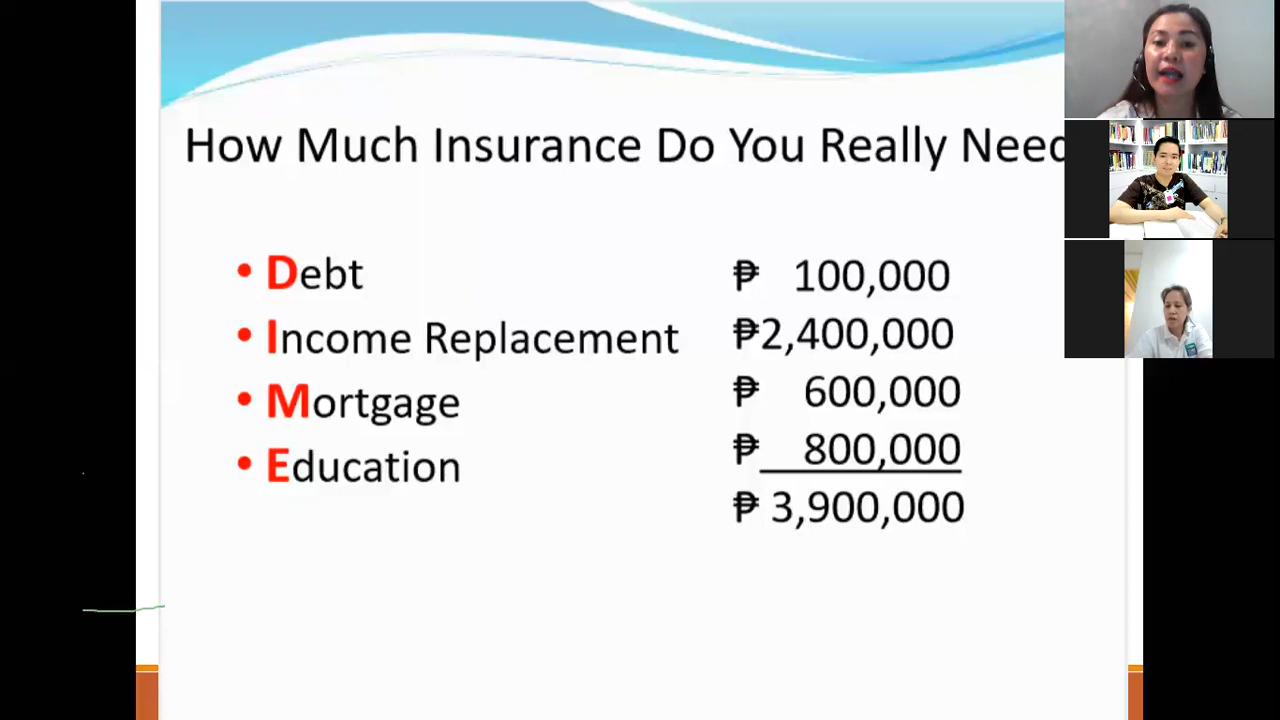 How Much Insurance Do You Really Need
• Debt ₱ 100,000
• Income Replacement ₱2,400,000
• Mortgage ₱ 600,000
• Education ₱ 800,000
₱ 3,900,000